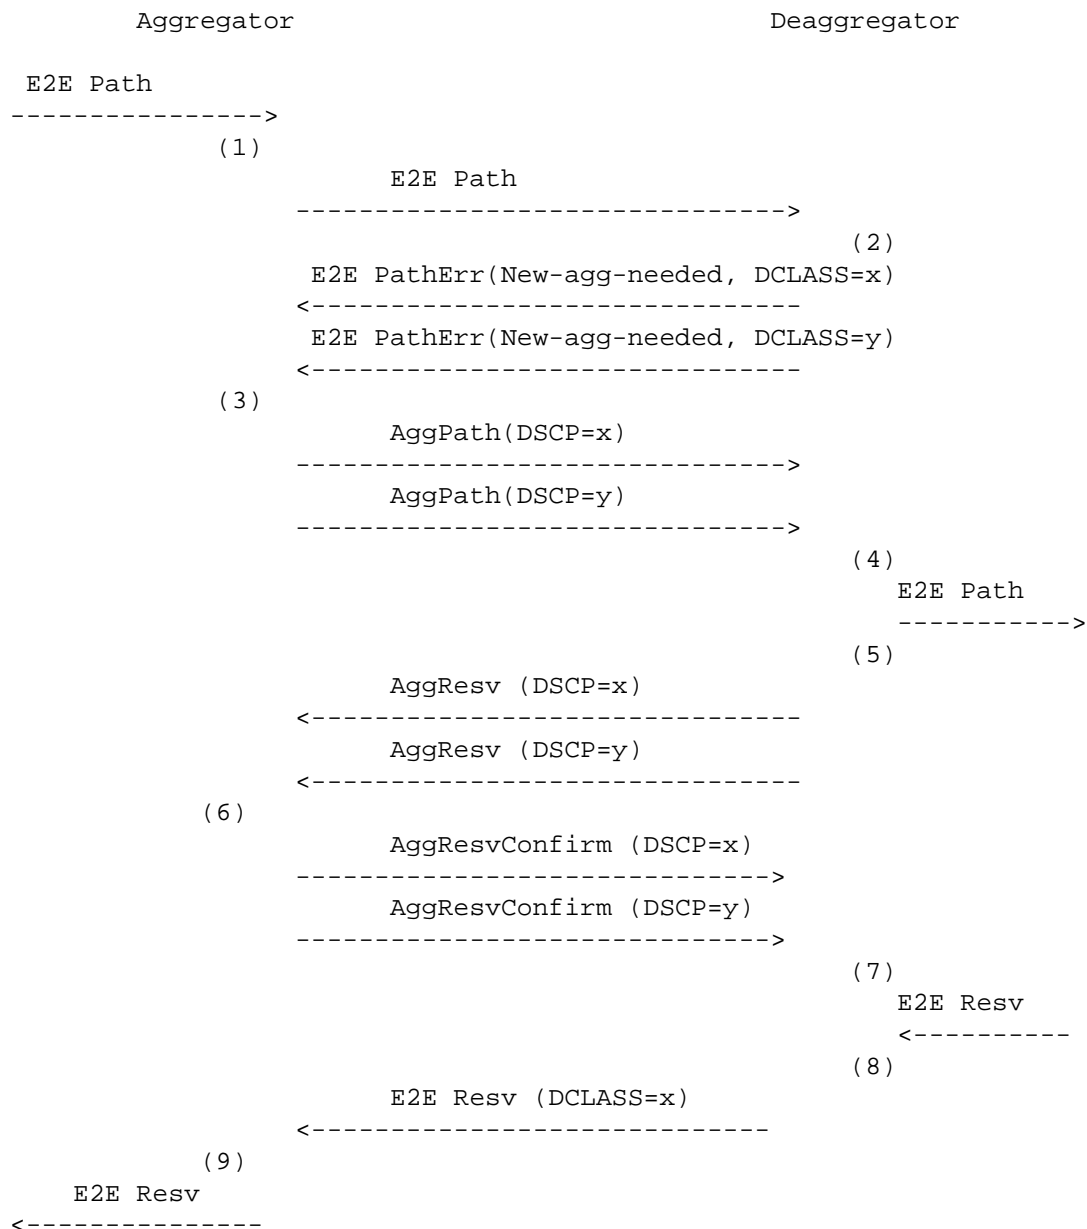 Aggregator Deaggregator
E2E Path
---------------->
(1)
E2E Path
------------------------------->
(2)
E2E PathErr(New-agg-needed, DCLASS=x)
<-------------------------------
E2E PathErr(New-agg-needed, DCLASS=y)
<-------------------------------
(3)
AggPath(DSCP=x)
------------------------------->
AggPath(DSCP=y)
------------------------------->
(4)
E2E Path
----------->
(5)
AggResv (DSCP=x)
<-------------------------------
AggResv (DSCP=y)
<-------------------------------
(6)
AggResvConfirm (DSCP=x)
------------------------------>
AggResvConfirm (DSCP=y)
------------------------------>
(7)
E2E Resv
<----------
(8)
E2E Resv (DCLASS=x)
<-----------------------------
(9)
E2E Resv
<---------------